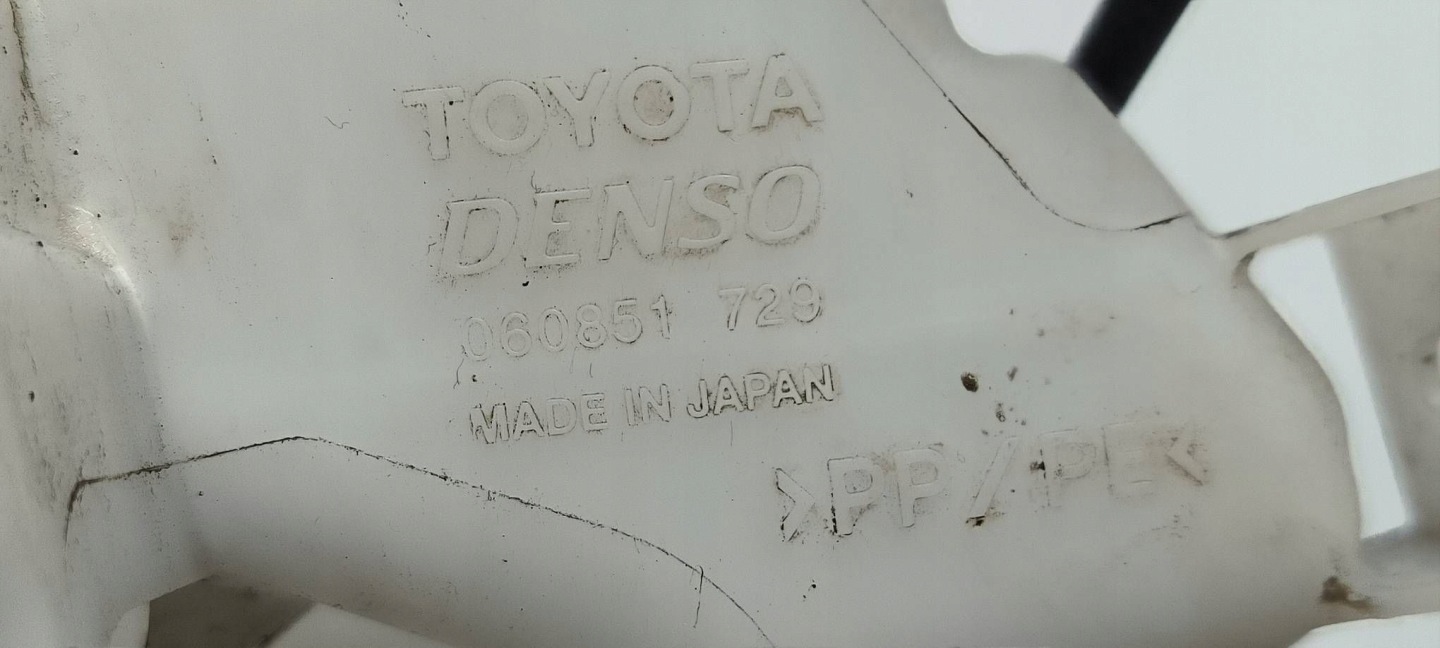 TOYOTA
DENSO
060851 729
MADE IN JAPAN
>PP/PE<